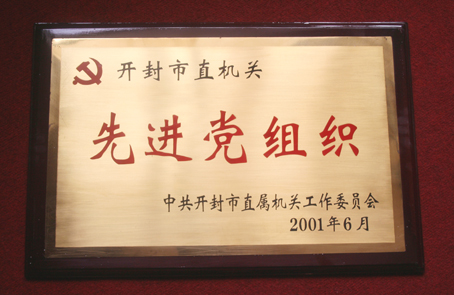 开封市直机关
先进党组织
中共开封市直属机关工作委员会
2001年6月